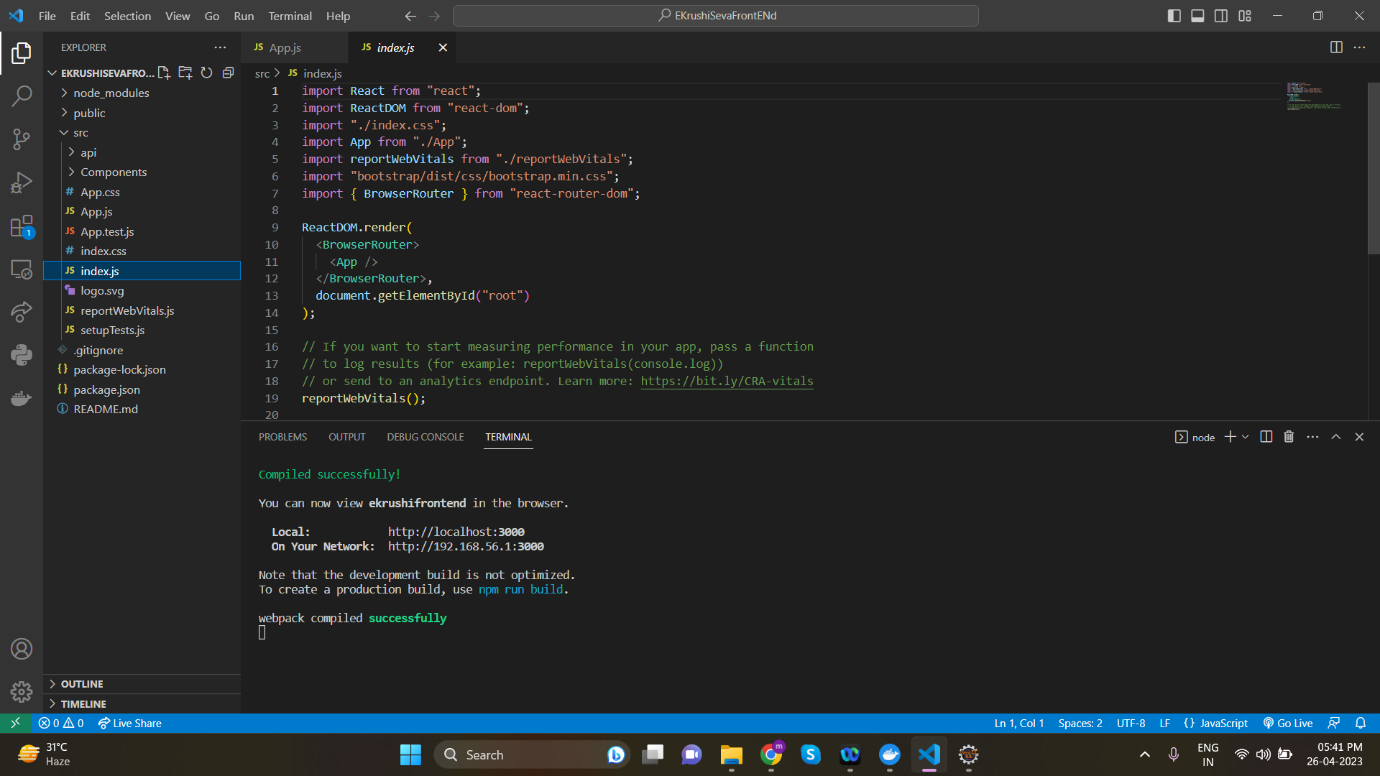 File Edit Selection View Go Run Terminal Help
EKrushiSevaFrontENd
EXPLORER
EKRUSHISEVAFRO...
node_modules
public
src
api
Components
# App.css
JS App.js
JS App.test.js
# index.css
JS index.js
logo.svg
JS reportWebVitals.js
JS setupTests.js
.gitignore
{} package-lock.json
{} package.json
README.md
OUTLINE
TIMELINE
1
JS App.js JS index.js
src > JS index.js
1 import React from "react";
2 import ReactDOM from "react-dom";
3 import "./index.css";
4 import App from "./App";
5 import reportWebVitals from "./reportWebVitals";
6 import "bootstrap/dist/css/bootstrap.min.css";
7 import { BrowserRouter } from "react-router-dom";
8
9 ReactDOM.render(
10 <BrowserRouter>
11 <App />
12 </BrowserRouter>,
13 document.getElementById("root")
14 );
15
16 // If you want to start measuring performance in your app, pass a function
17 // to log results (for example: reportWebVitals(console.log))
18 // or send to an analytics endpoint. Learn more: https://bit.ly/CRA-vitals
19 reportWebVitals();
20
PROBLEMS OUTPUT DEBUG CONSOLE TERMINAL
node
Compiled successfully!
You can now view ekrushifrontend in the browser.
Local: http://localhost:3000
On Your Network: http://192.168.56.1:3000
Note that the development build is not optimized.
To create a production build, use npm run build.
webpack compiled successfully
0 0 Live Share
Ln 1, Col 1 Spaces: 2 UTF-8 LF {} JavaScript Go Live
31°C
Haze
Search
m
S
ENG
IN
05:41 PM
26-04-2023